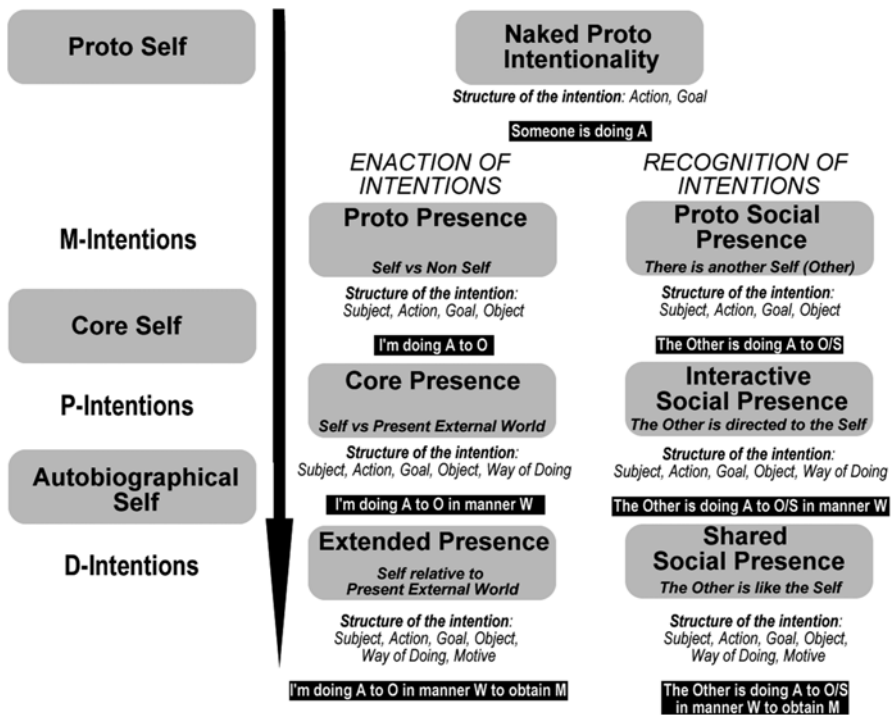 Proto Self
Naked Proto
Intentionality
Structure of the intention: Action, Goal
Someone is doing A
ENACTION OF
INTENTIONS
RECOGNITION OF
INTENTIONS
M-Intentions
Proto Presence
Self vs Non Self
Structure of the intention:
Subject, Action, Goal, Object
I'm doing A to O
Proto Social
Presence
There is another Self (Other)
Structure of the intention:
Subject, Action, Goal, Object
The Other is doing A to O/S
Core Self
P-Intentions
Core Presence
Self vs Present External World
Structure of the intention:
Subject, Action, Goal, Object, Way of Doing
I'm doing A to O in manner W
Interactive
Social Presence
The Other is directed to the Self
Structure of the intention:
Subject, Action, Goal, Object, Way of Doing
The Other is doing A to O/S in manner W
Autobiographical
Self
D-Intentions
Extended Presence
Self relative to
Present External World
Structure of the intention:
Subject, Action, Goal, Object,
Way of Doing, Motive
I'm doing A to O in manner W to obtain M
Shared
Social Presence
The Other is like the Self
Structure of the intention:
Subject, Action, Goal, Object,
Way of Doing, Motive
The Other is doing A to O/S
in manner W to obtain M